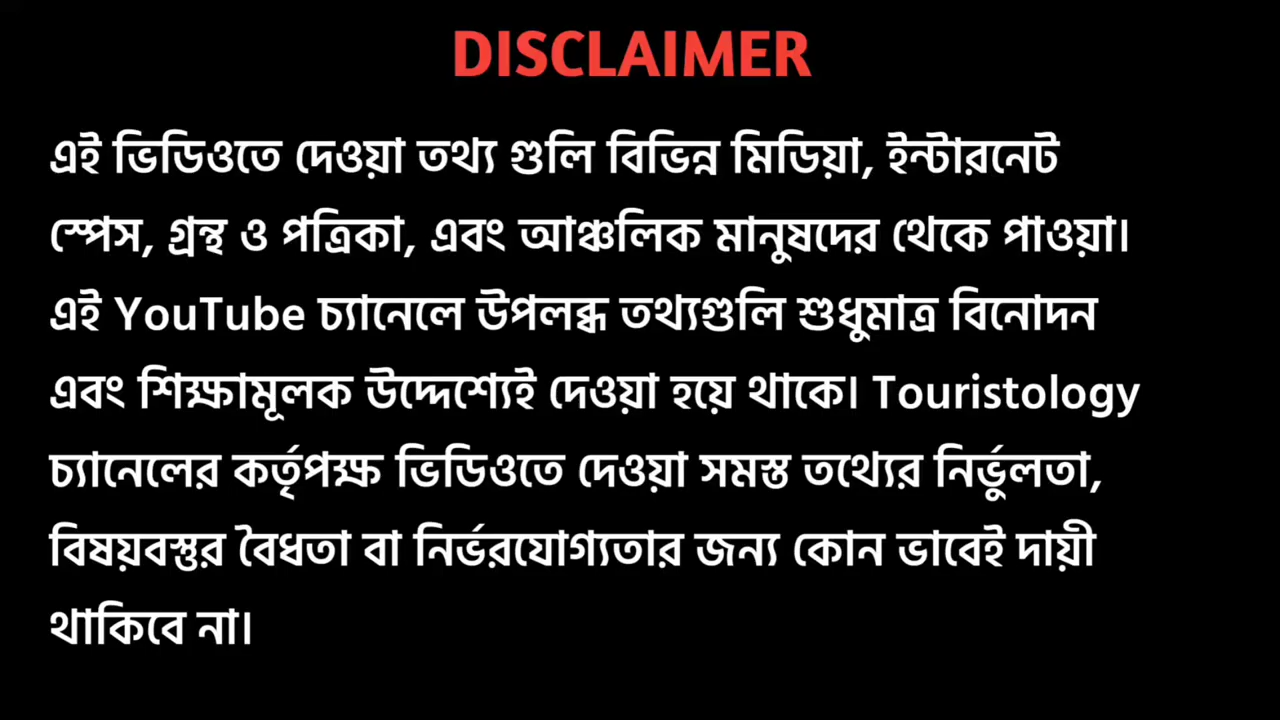 DISCLAIMER
এই ভিডিওতে দেওয়া তথ্য গুলি বিভিন্ন মিডিয়া, ইন্টারনেট
স্পেস, গ্রন্থ ও পত্রিকা, এবং আঞ্চলিক মানুষদের থেকে পাওয়া।
এই YouTube চ্যানেলে উপলব্ধ তথ্যগুলি শুধুমাত্র বিনোদন
এবং শিক্ষামূলক উদ্দেশ্যেই দেওয়া হয়ে থাকে। Touristology
চ্যানেলের কর্তৃপক্ষ ভিডিওতে দেওয়া সমস্ত তথ্যের নির্ভুলতা,
বিষয়বস্তুর বৈধতা বা নির্ভরযোগ্যতার জন্য কোন ভাবেই দায়ী
থাকিবে না।